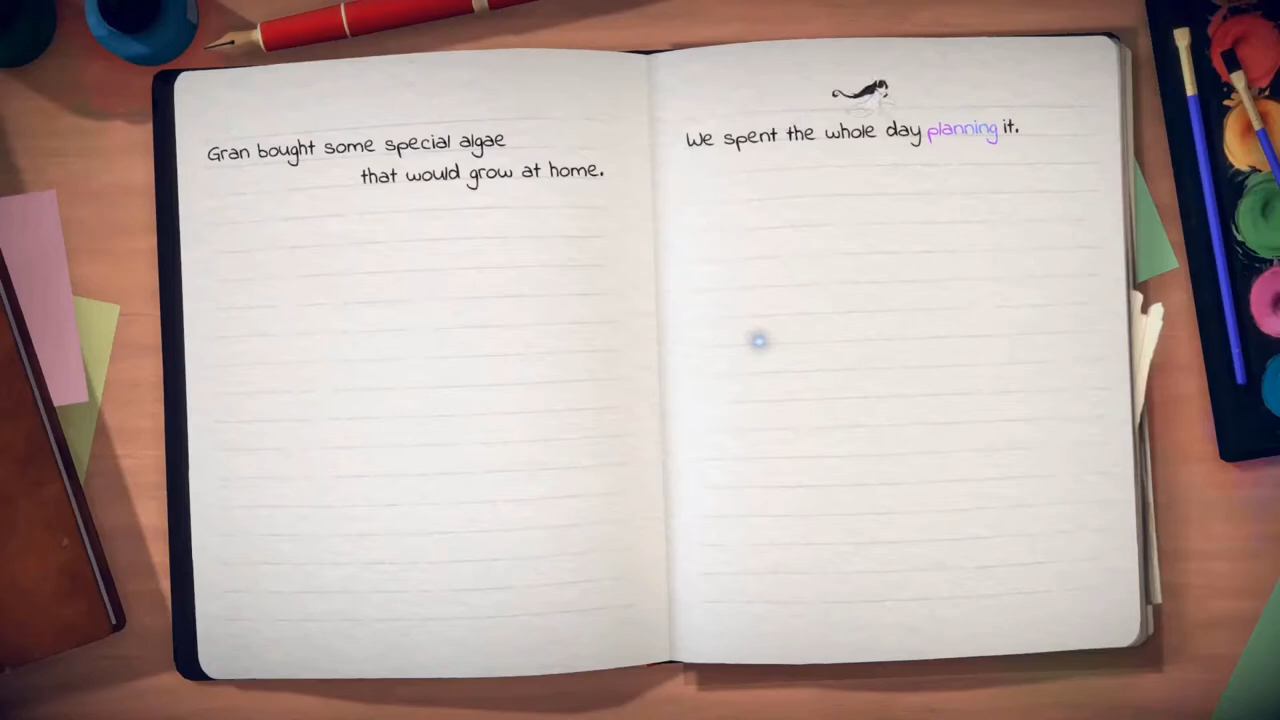 Gran bought some special algae
that would grow at home.
We spent the whole day planning it.